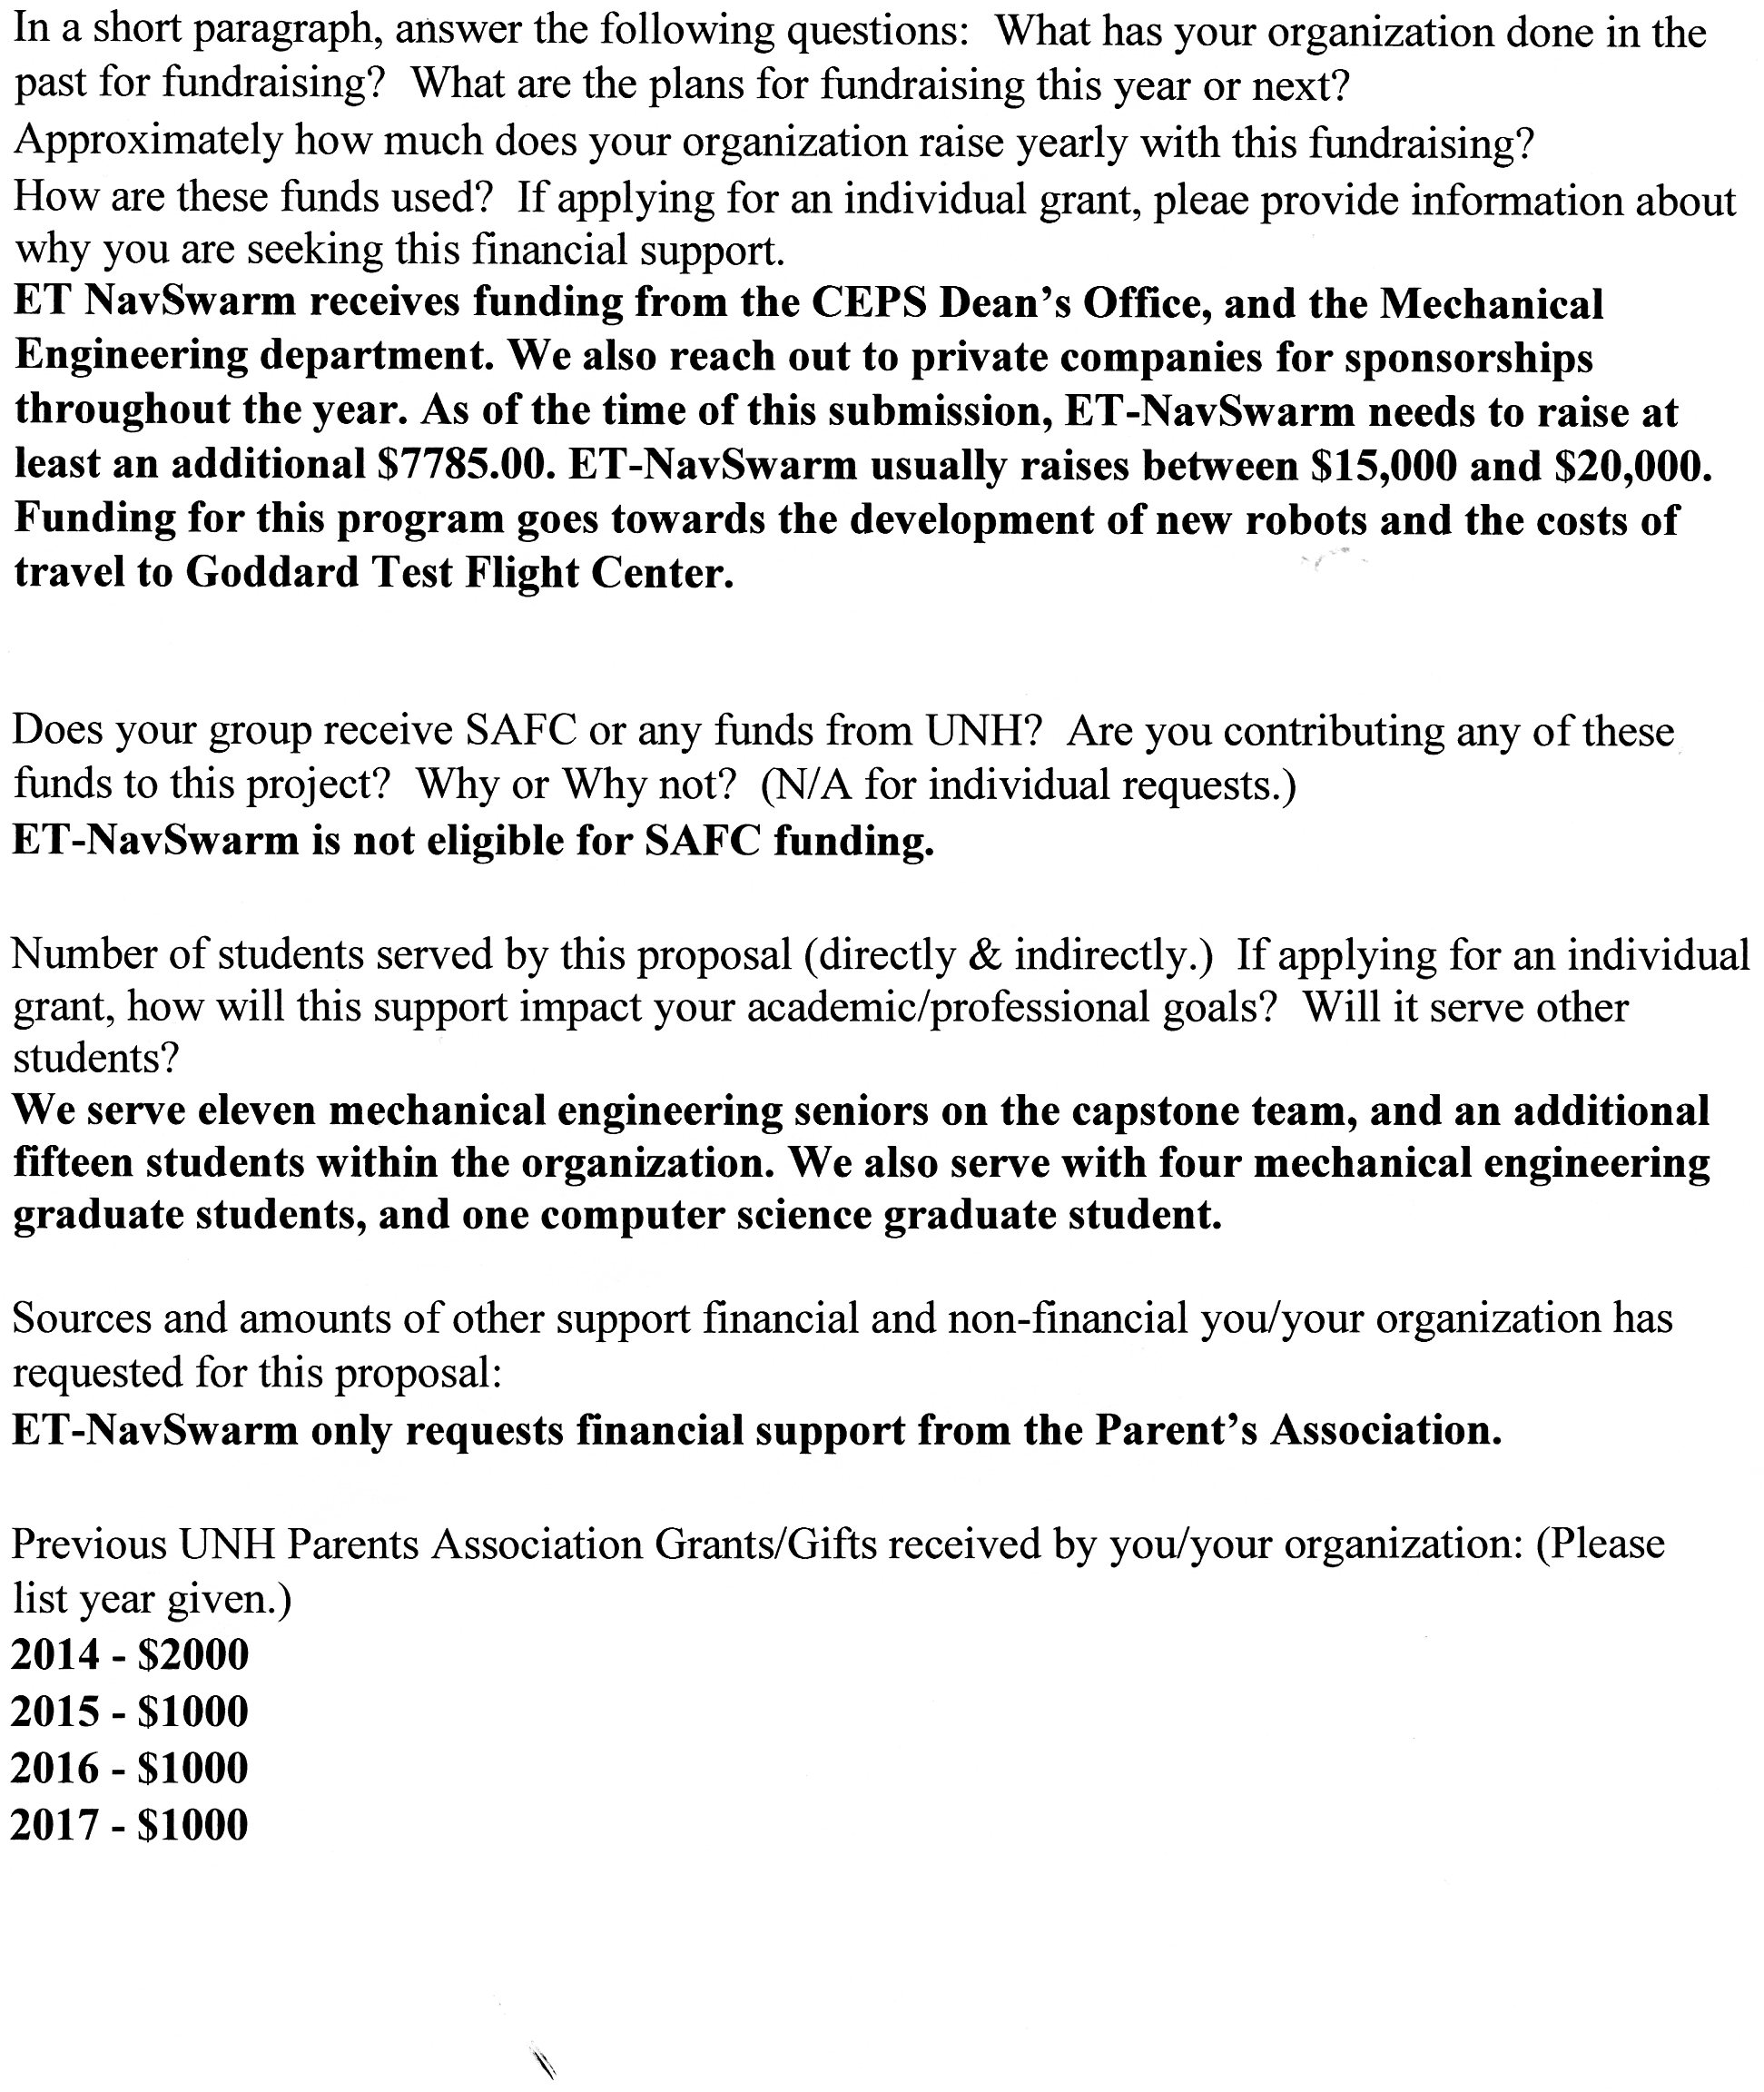 In a short paragraph, answer the following questions:  What has your organization done in the
past for fundraising?  What are the plans for fundraising this year or next?
Approximately how much does your organization raise yearly with this fundraising?
How are these funds used?  If applying for an individual grant, pleae provide information about
why you are seeking this financial support.
ET NavSwarm receives funding from the CEPS Dean’s Office, and the Mechanical
Engineering department. We also reach out to private companies for sponsorships
throughout the year. As of the time of this submission, ET-NavSwarm needs to raise at
least an additional $7785.00. ET-NavSwarm usually raises between $15,000 and $20,000.
Funding for this program goes towards the development of new robots and the costs of
travel to Goddard Test Flight Center.
Does your group receive SAFC or any funds from UNH?  Are you contributing any of these
funds to this project?  Why or Why not?  (N/A for individual requests.)
ET-NavSwarm is not eligible for SAFC funding.
Number of students served by this proposal (directly & indirectly.)  If applying for an individual
grant, how will this support impact your academic/professional goals?  Will it serve other
students?
We serve eleven mechanical engineering seniors on the capstone team, and an additional
fifteen students within the organization. We also serve with four mechanical engineering
graduate students, and one computer science graduate student.
Sources and amounts of other support financial and non-financial you/your organization has
requested for this proposal:
ET-NavSwarm only requests financial support from the Parent’s Association.
Previous UNH Parents Association Grants/Gifts received by you/your organization: (Please
list year given.)
2014 - $2000
2015 - $1000
2016 - $1000
2017 - $1000